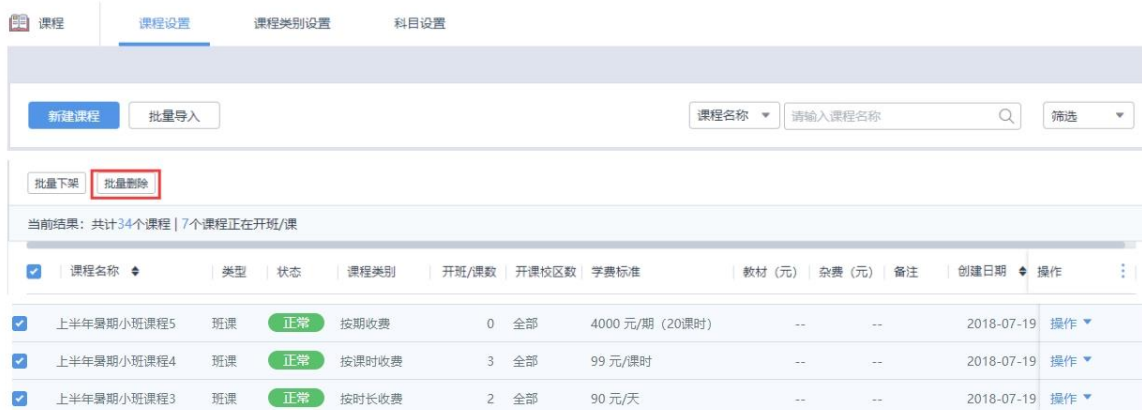 课程 课程设置 课程类别设置 科目设置
新建课程 批量导入 课程名称 请输入课程名称 筛选
批量下架 批量删除
当前结果：共计34个课程 | 7个课程正在开班/课
课程名称 类型 状态 课程类别 开班/课数 开课校区数 学费标准 教材（元） 杂费（元） 备注 创建日期 操作
上半年暑期小班课程5 班课 正常 按期收费 0 全部 4000 元/期（20课时） -- -- 2018-07-19 操作
上半年暑期小班课程4 班课 正常 按课时收费 3 全部 99 元/课时 -- -- 2018-07-19 操作
上半年暑期小班课程3 班课 正常 按时长收费 2 全部 90 元/天 -- -- 2018-07-19 操作